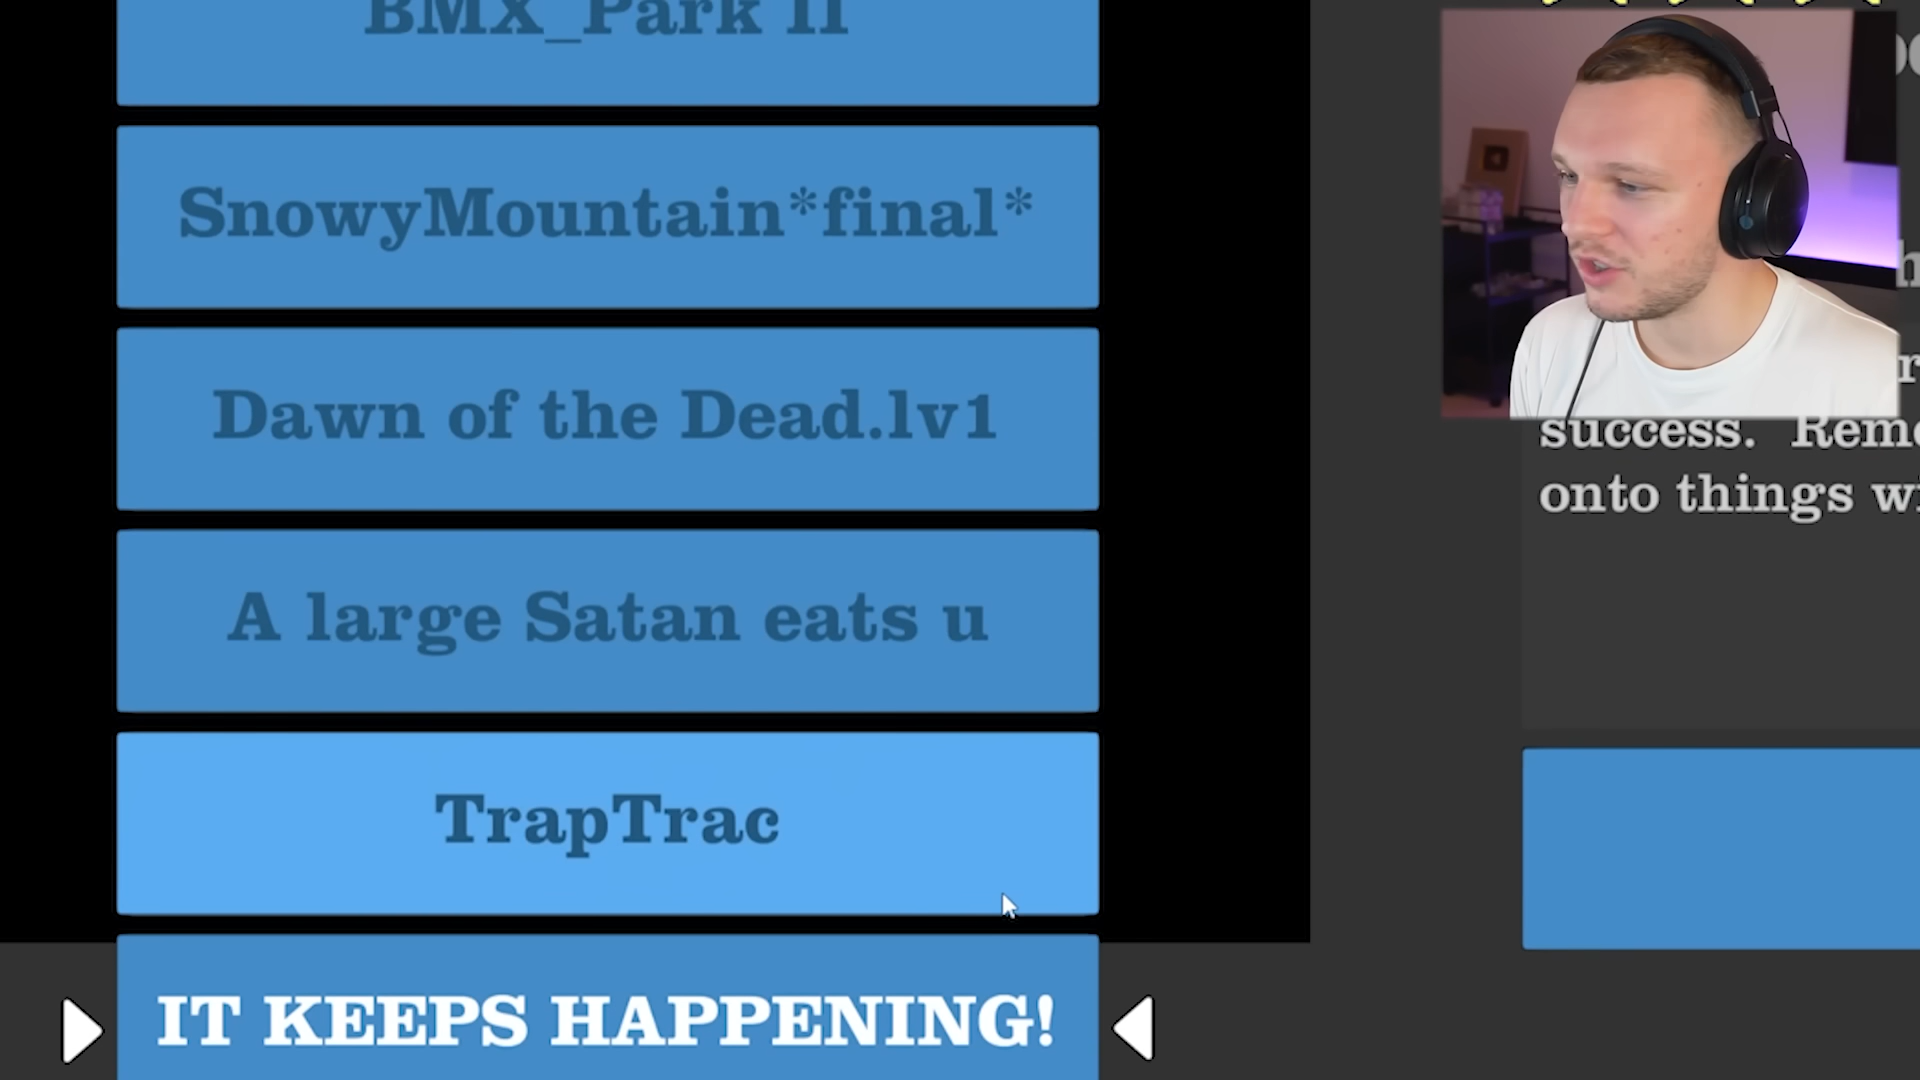 BMX_Park II
SnowyMountain*final*
Dawn of the Dead.lv1
A large Satan eats u
TrapTrac
IT KEEPS HAPPENING!
success.
onto things